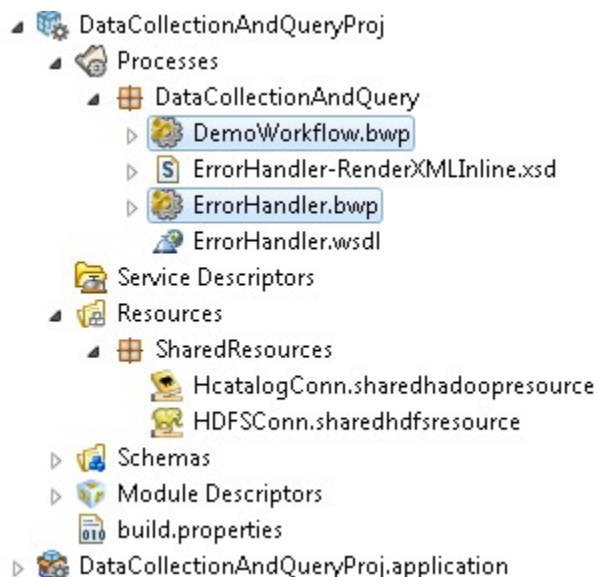 DataCollectionAndQueryProj
Processes
DataCollectionAndQuery
DemoWorkflow.bwp
ErrorHandler-RenderXMLInline.xsd
ErrorHandler.bwp
ErrorHandler.wsdl
Service Descriptors
Resources
SharedResources
HcatalogConn.sharedhadoopresource
HDFSConn.sharedhdfsresource
Schemas
Module Descriptors
build.properties
DataCollectionAndQueryProj.application